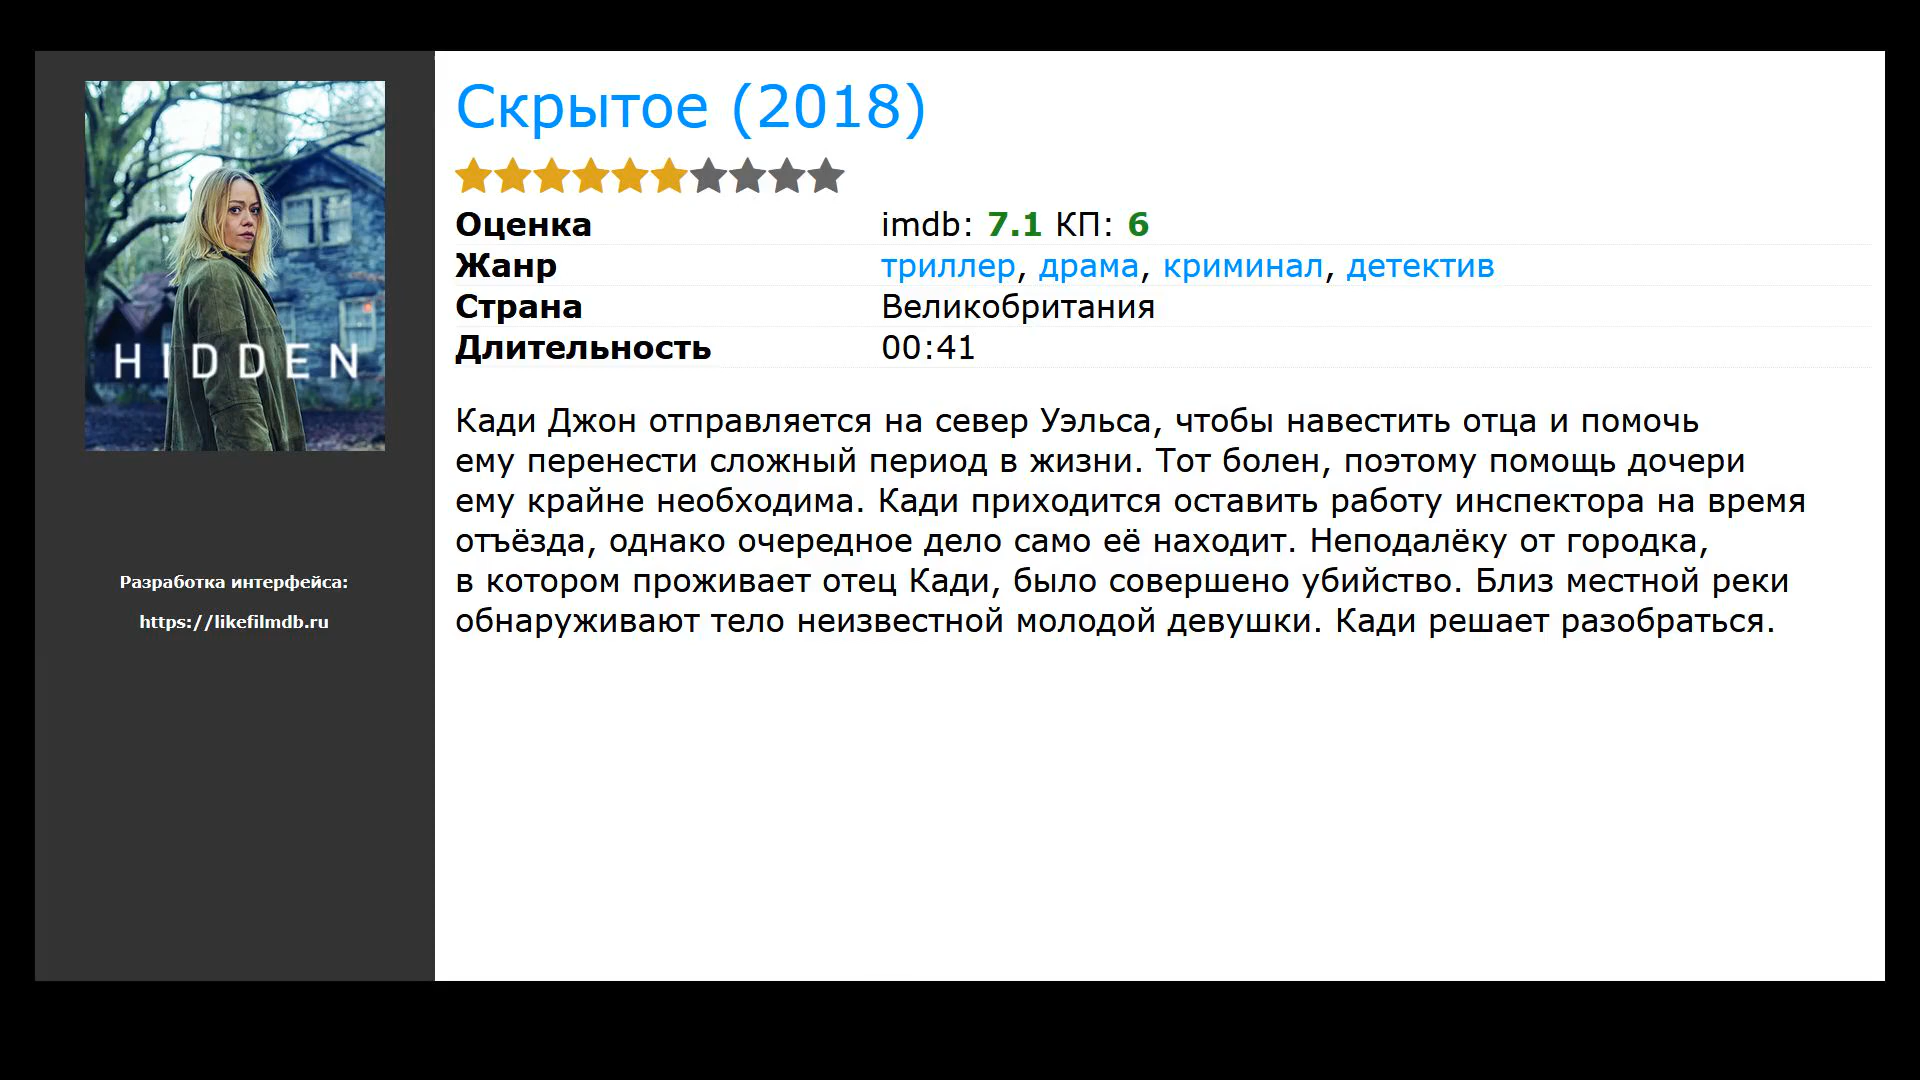 HIDDEN
Разработка интерфейса:
https://likefilmdb.ru
Скрытое (2018)
Оценка imdb: 7.1 КП: 6
Жанр триллер, драма, криминал, детектив
Страна Великобритания
Длительность 00:41
Кади Джон отправляется на север Уэльса, чтобы навестить отца и помочь
ему перенести сложный период в жизни. Тот болен, поэтому помощь дочери
ему крайне необходима. Кади приходится оставить работу инспектора на время
отъёзда, однако очередное дело само её находит. Неподалёку от городка,
в котором проживает отец Кади, было совершено убийство. Близ местной реки
обнаруживают тело неизвестной молодой девушки. Кади решает разобраться.